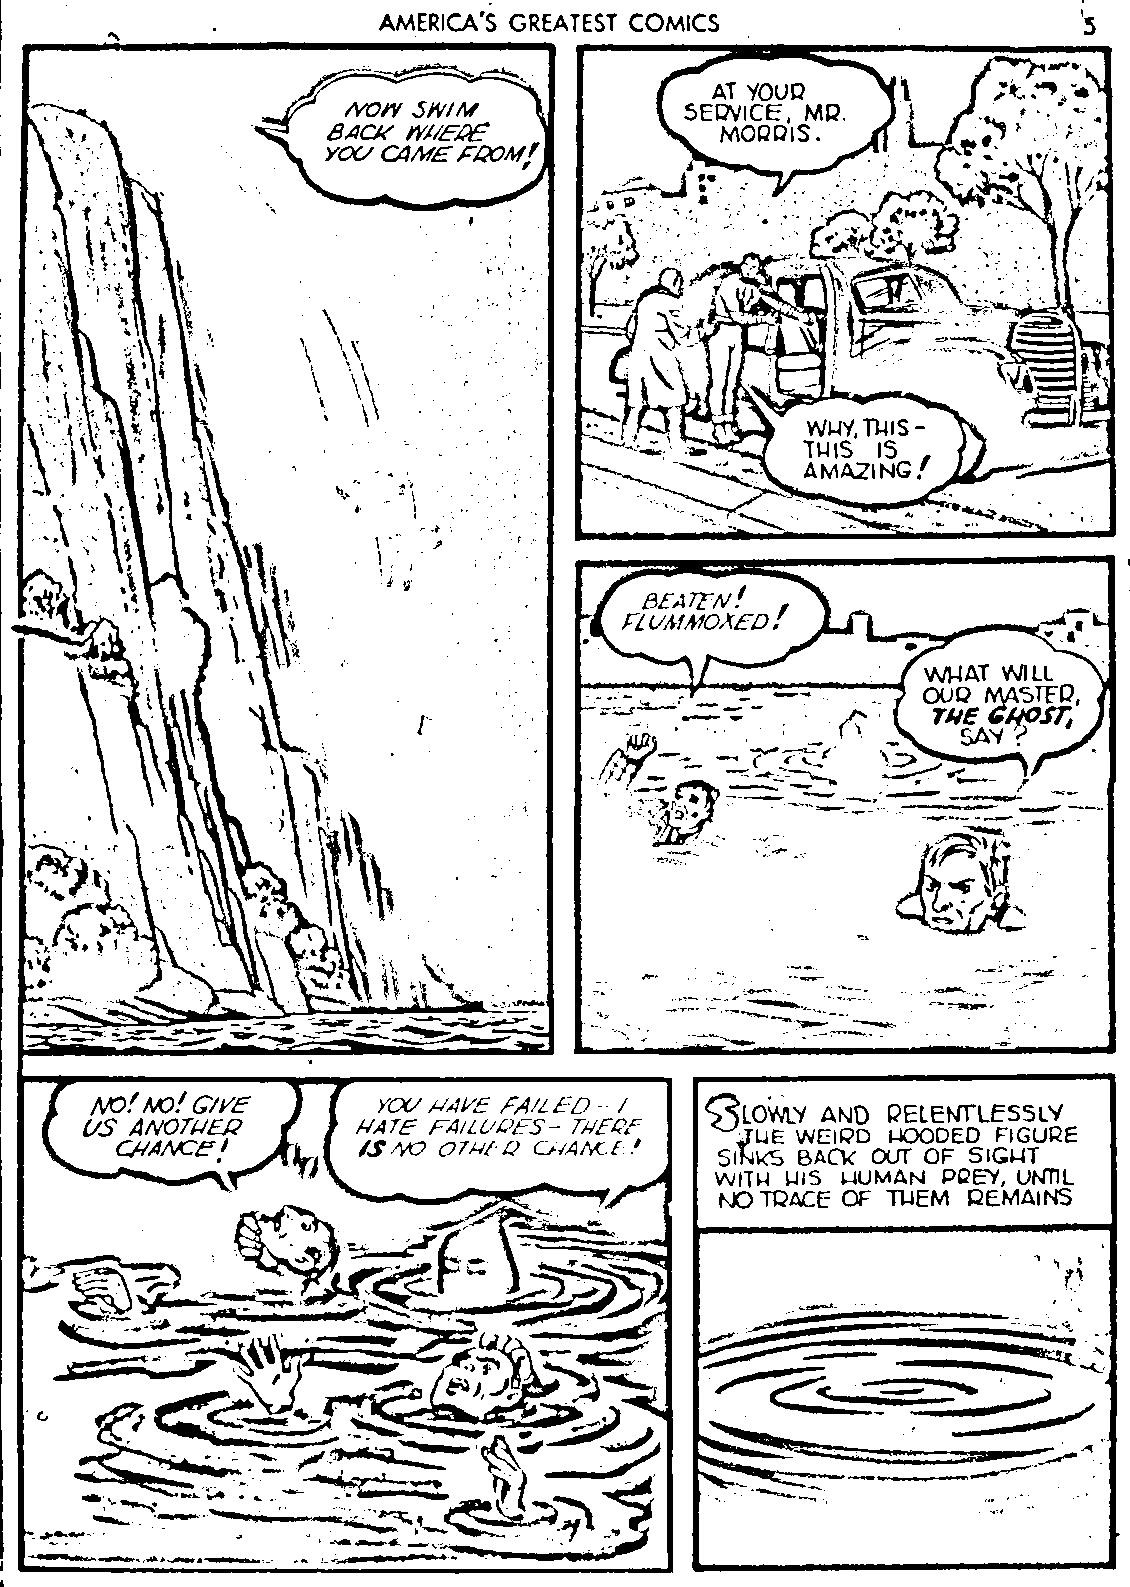 AMERICA'S GREATEST COMICS
5
NOW SWIM
BACK WHERE
YOU CAME FROM!
AT YOUR
SERVICE, MR.
MORRIS.
WHY, THIS -
THIS IS
AMAZING!
BEATEN!
FLUMMOXED!
WHAT WILL
OUR MASTER,
THE GHOST,
SAY?
NO! NO! GIVE
US ANOTHER
CHANCE!
YOU HAVE FAILED - I
HATE FAILURES - THERE
IS NO OTHER CHANCE!
SLOWLY AND RELENTLESSLY
THE WEIRD HOODED FIGURE
SINKS BACK OUT OF SIGHT
WITH HIS HUMAN PREY, UNTIL
NO TRACE OF THEM REMAINS